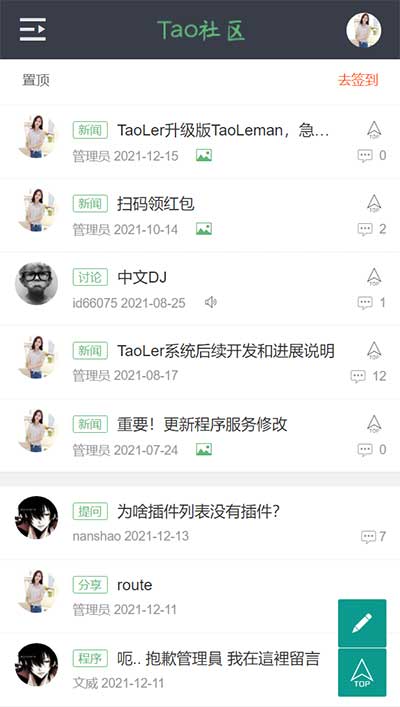 Tao社区
置顶 去签到
新闻 TaoLer升级版TaoLeman，急…
TOP
管理员 2021-12-15 0
新闻 扫码领红包
TOP
管理员 2021-10-14 2
讨论 中文DJ
TOP
id66075 2021-08-25 1
新闻 TaoLer系统后续开发和进展说明
TOP
管理员 2021-08-17 12
新闻 重要！更新程序服务修改
TOP
管理员 2021-07-24 0
提问 为啥插件列表没有插件？
nanshao 2021-12-13 7
分享 route
管理员 2021-12-11
程序 呃.. 抱歉管理員 我在這裡留言
文威 2021-12-11
TOP